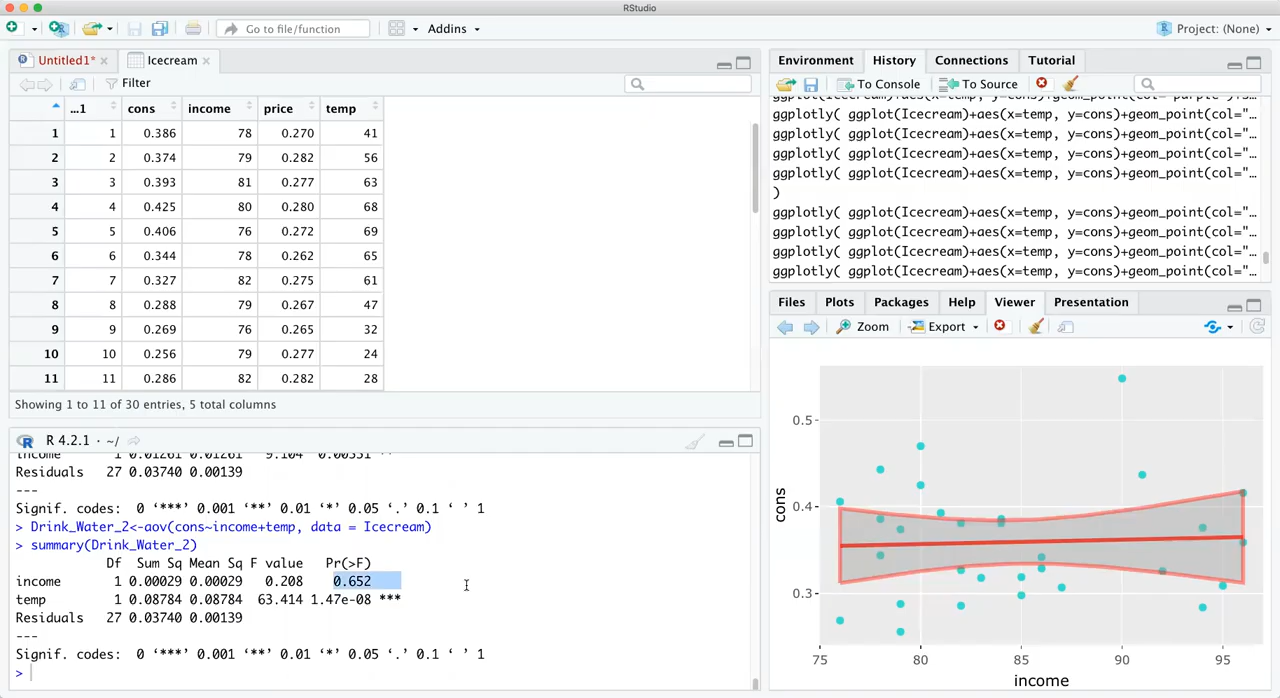 RStudio
Go to file/function
Addins
Project: (None)
Untitled1*
Icecream
Filter
...1 cons income price temp
1 1 0.386 78 0.270 41
2 2 0.374 79 0.282 56
3 3 0.393 81 0.277 63
4 4 0.425 80 0.280 68
5 5 0.406 76 0.272 69
6 6 0.344 78 0.262 65
7 7 0.327 82 0.275 61
8 8 0.288 79 0.267 47
9 9 0.269 76 0.265 32
10 10 0.256 79 0.277 24
11 11 0.286 82 0.282 28
Showing 1 to 11 of 30 entries, 5 total columns
R 4.2.1 · ~/
income 1 0.01261 0.01261 9.104 0.00551 **
Residuals 27 0.03740 0.00139
---
Signif. codes: 0 ‘***’ 0.001 ‘**’ 0.01 ‘*’ 0.05 ‘.’ 0.1 ‘ ’ 1
> Drink_Water_2<-aov(cons~income+temp, data = Icecream)
> summary(Drink_Water_2)
Df Sum Sq Mean Sq F value Pr(>F)
income 1 0.00029 0.00029 0.208 0.652
temp 1 0.08784 0.08784 63.414 1.47e-08 ***
Residuals 27 0.03740 0.00139
---
Signif. codes: 0 ‘***’ 0.001 ‘**’ 0.01 ‘*’ 0.05 ‘.’ 0.1 ‘ ’ 1
>
Environment History Connections Tutorial
To Console To Source
ggplotly( ggplot(Icecream)+aes(x=temp, y=cons)+geom_point(col="…
ggplotly( ggplot(Icecream)+aes(x=temp, y=cons)+geom_point(col="…
ggplotly( ggplot(Icecream)+aes(x=temp, y=cons)+geom_point(col="…
ggplotly( ggplot(Icecream)+aes(x=temp, y=cons)+geom_point(col="…
)
ggplotly( ggplot(Icecream)+aes(x=temp, y=cons)+geom_point(col="…
ggplotly( ggplot(Icecream)+aes(x=temp, y=cons)+geom_point(col="…
ggplotly( ggplot(Icecream)+aes(x=temp, y=cons)+geom_point(col="…
ggplotly( ggplot(Icecream)+aes(x=temp, y=cons)+geom_point(col="…
Files Plots Packages Help Viewer Presentation
Zoom Export
0.5
0.4
0.3
cons
75 80 85 90 95
income